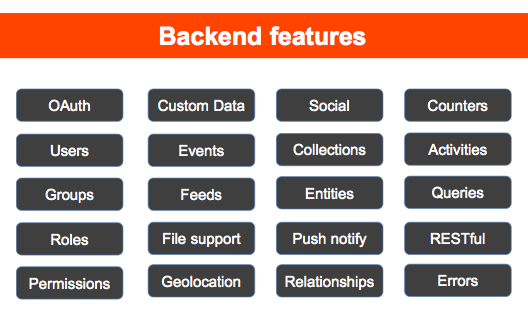 Backend features
OAuth
Custom Data
Social
Counters
Users
Events
Collections
Activities
Groups
Feeds
Entities
Queries
Roles
File support
Push notify
RESTful
Permissions
Geolocation
Relationships
Errors